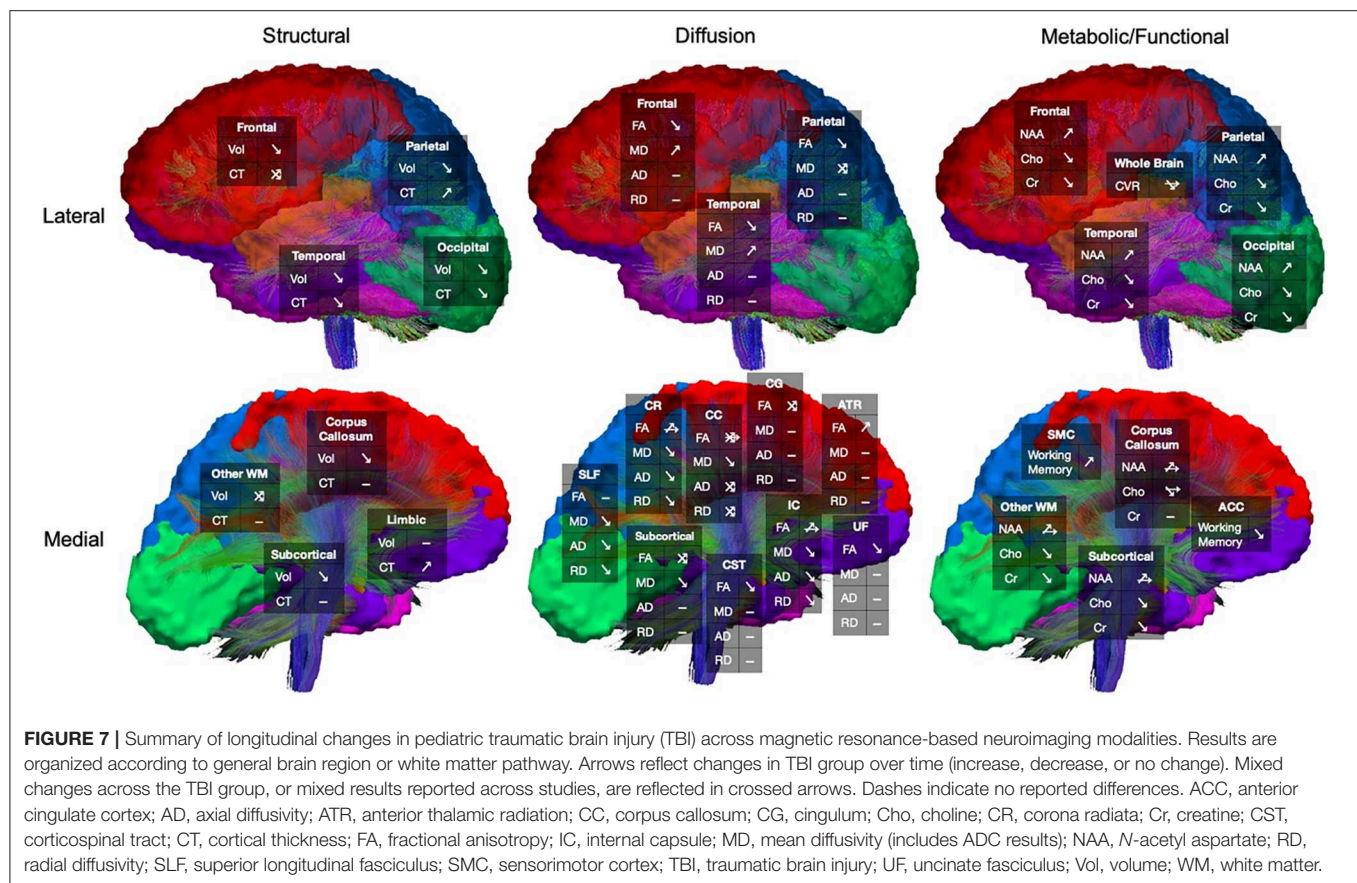 Structural
Diffusion
Metabolic/Functional
Lateral
Frontal
Vol ↘
CT
Parietal
Vol ↘
CT ↗
Temporal
Vol ↘
CT ↘
Occipital
Vol ↘
CT ↘
Frontal
FA ↘
MD ↗
AD –
RD –
Parietal
FA ↘
MD
AD –
RD –
Temporal
FA ↘
MD ↗
AD –
RD –
Frontal
NAA ↗
Cho ↘
Cr ↘
Whole Brain
CVR
Parietal
NAA ↗
Cho ↘
Cr ↘
Temporal
NAA ↗
Cho ↘
Cr ↘
Occipital
NAA ↗
Cho ↘
Cr ↘
Medial
Corpus
Callosum
Vol ↘
CT –
Other WM
Vol
CT –
Limbic
Vol –
CT ↗
Subcortical
Vol ↘
CT –
CG
FA
MD –
AD –
RD –
CR
FA
MD ↘
AD ↘
RD ↘
CC
FA
MD ↘
AD
RD
ATR
FA ↗
MD –
AD –
RD –
SLF
FA –
MD ↘
AD ↘
RD ↘
IC
FA
MD ↘
AD ↘
RD ↘
UF
FA ↘
MD –
AD –
RD –
Subcortical
FA
MD ↘
AD –
RD –
CST
FA ↘
MD –
AD –
RD –
SMC
Working
Memory ↗
Corpus
Callosum
NAA
Cho
Cr –
Other WM
NAA
Cho ↘
Cr ↘
ACC
Working
Memory ↘
Subcortical
NAA
Cho ↘
Cr ↘
FIGURE 7 | Summary of longitudinal changes in pediatric traumatic brain injury (TBI) across magnetic resonance-based neuroimaging modalities. Results are
organized according to general brain region or white matter pathway. Arrows reflect changes in TBI group over time (increase, decrease, or no change). Mixed
changes across the TBI group, or mixed results reported across studies, are reflected in crossed arrows. Dashes indicate no reported differences. ACC, anterior
cingulate cortex; AD, axial diffusivity; ATR, anterior thalamic radiation; CC, corpus callosum; CG, cingulum; Cho, choline; CR, corona radiata; Cr, creatine; CST,
corticospinal tract; CT, cortical thickness; FA, fractional anisotropy; IC, internal capsule; MD, mean diffusivity (includes ADC results); NAA, N-acetyl aspartate; RD,
radial diffusivity; SLF, superior longitudinal fasciculus; SMC, sensorimotor cortex; TBI, traumatic brain injury; UF, uncinate fasciculus; Vol, volume; WM, white matter.